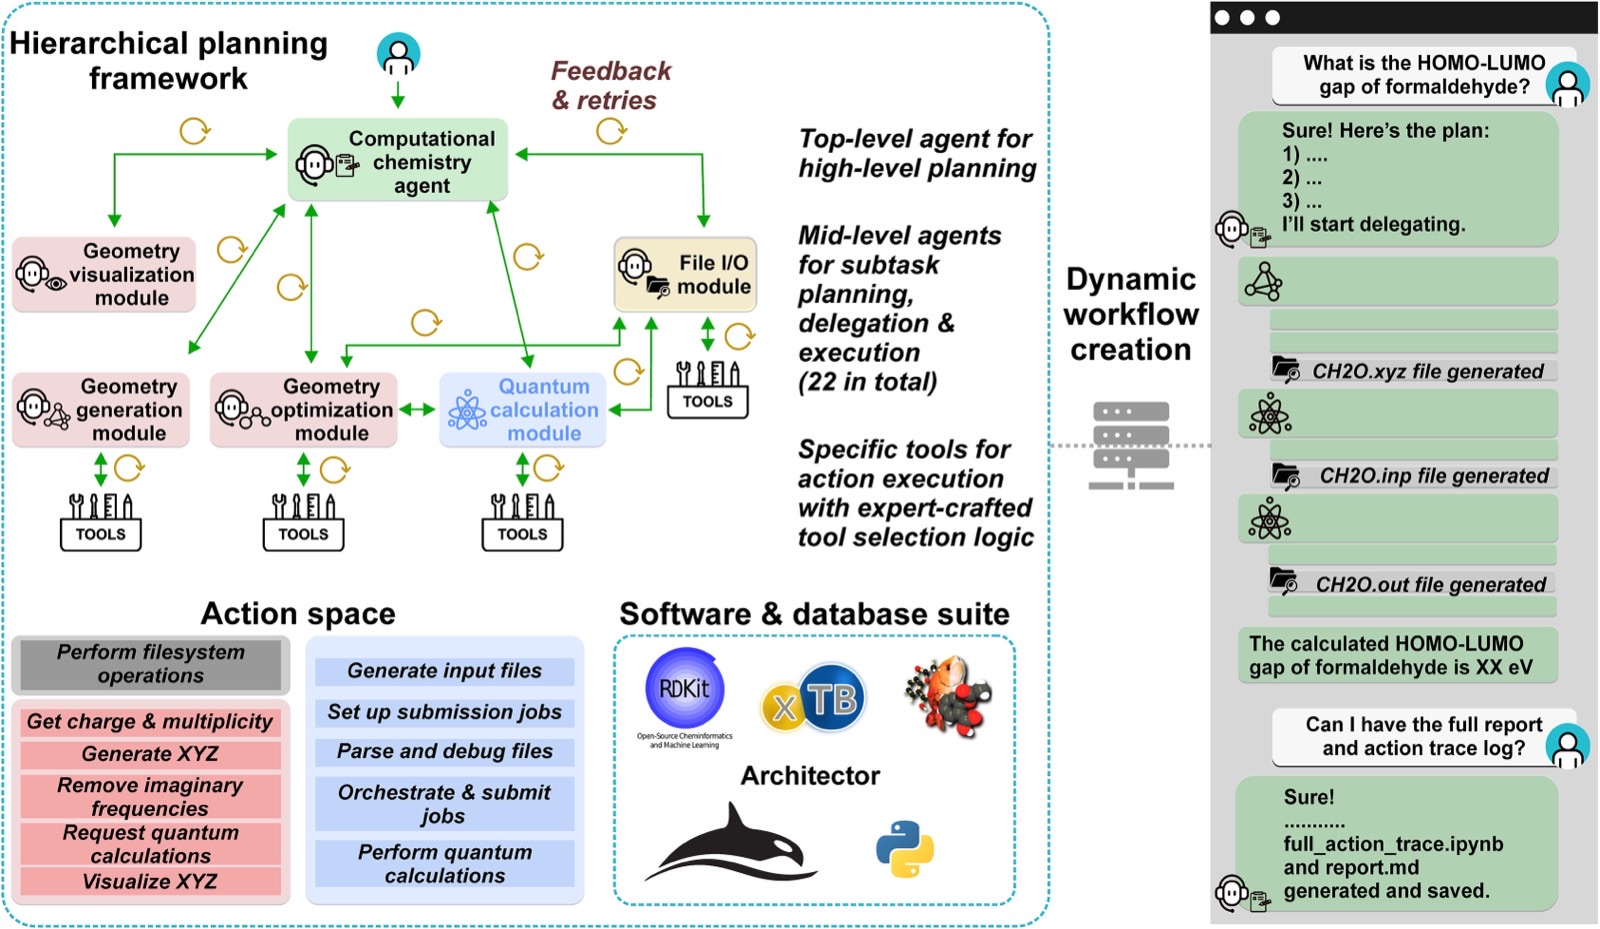 Hierarchical planning
framework
Feedback
& retries
Computational
chemistry
agent
Geometry
visualization
module
File I/O
module
Geometry
generation
module
TOOLS
Geometry
optimization
module
TOOLS
Quantum
calculation
module
TOOLS
TOOLS
Top-level agent for
high-level planning
Mid-level agents
for subtask
planning,
delegation &
execution
(22 in total)
Specific tools for
action execution
with expert-crafted
tool selection logic
Action space
Perform filesystem
operations
Get charge & multiplicity
Generate XYZ
Remove imaginary
frequencies
Request quantum
calculations
Visualize XYZ
Generate input files
Set up submission jobs
Parse and debug files
Orchestrate & submit
jobs
Perform quantum
calculations
Software & database suite
RDKit
Open-Source Cheminformatics
and Machine Learning
xTB
Architector
Dynamic
workflow
creation
What is the HOMO-LUMO
gap of formaldehyde?
Sure! Here's the plan:
1) ....
2) ...
3) ...
I'll start delegating.
CH2O.xyz file generated
CH2O.inp file generated
CH2O.out file generated
The calculated HOMO-LUMO
gap of formaldehyde is XX eV
Can I have the full report
and action trace log?
Sure!
...........
full_action_trace.ipynb
and report.md
generated and saved.